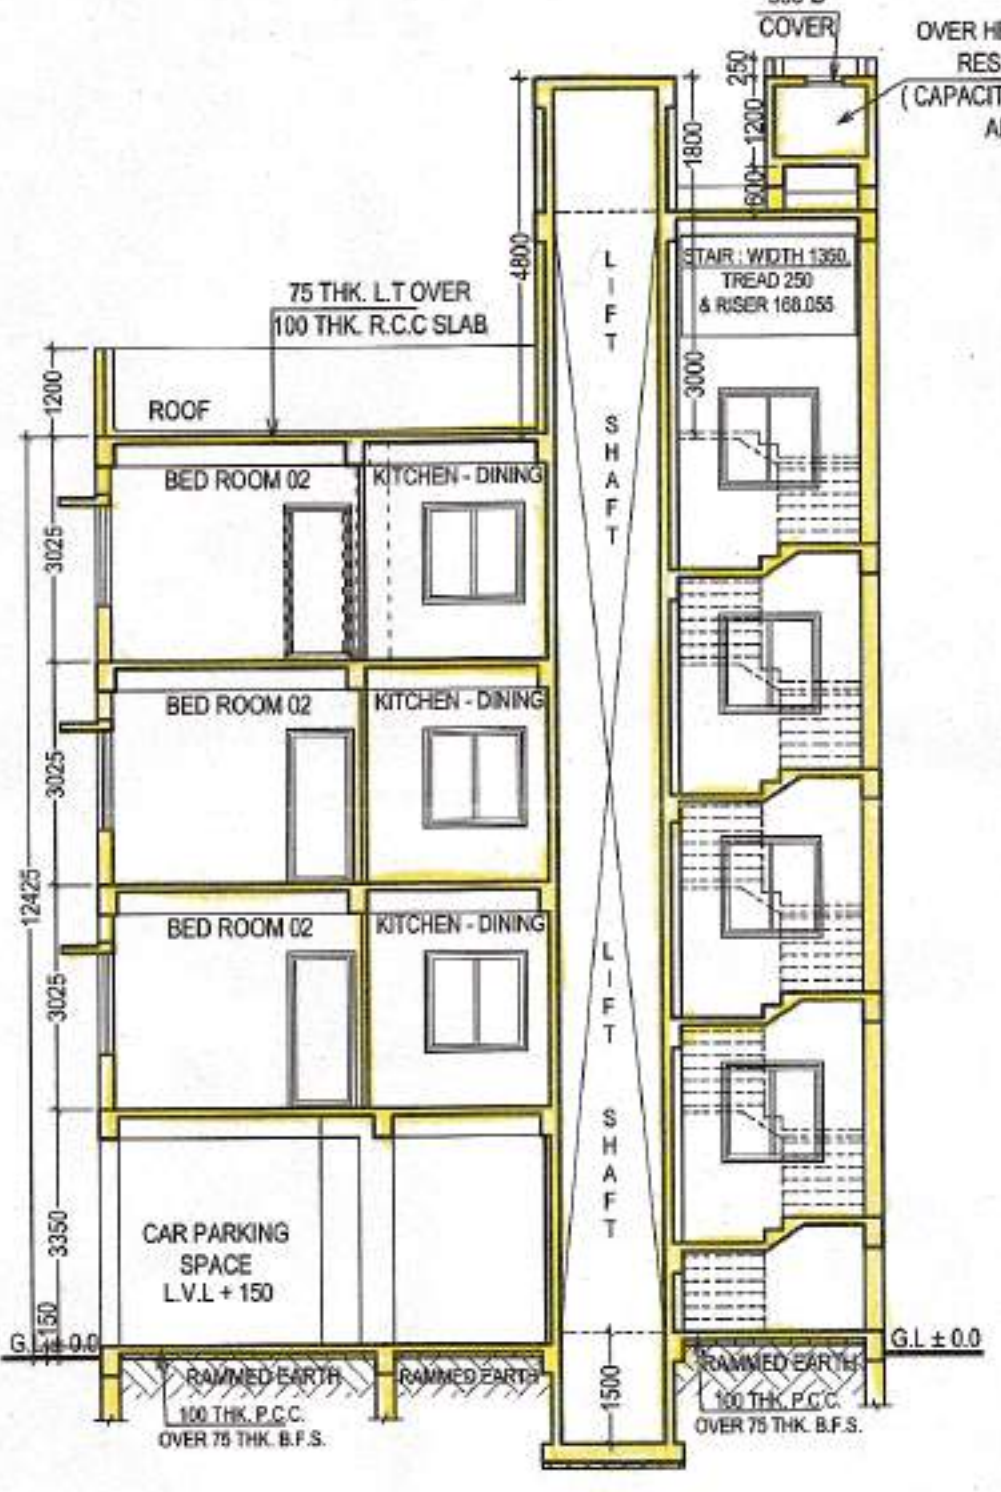 COVER
OVER
RES
( CAPACIT
250
1200
600
1800
4800
3000
STAIR : WIDTH 1350,
TREAD 250
& RISER 168.055
75 THK. L.T OVER
100 THK. R.C.C SLAB
1200
ROOF
BED ROOM 02
KITCHEN - DINING
3025
BED ROOM 02
KITCHEN - DINING
3025
BED ROOM 02
KITCHEN - DINING
3025
12425
LIFT SHAFT
LIFT SHAFT
CAR PARKING
SPACE
L.V.L + 150
3350
150
G.L ± 0.0
G.L ± 0.0
RAMMED EARTH
RAMMED EARTH
RAMMED EARTH
100 THK. P.C.C.
OVER 75 THK. B.F.S.
1500
100 THK. P.C.C.
OVER 75 THK. B.F.S.